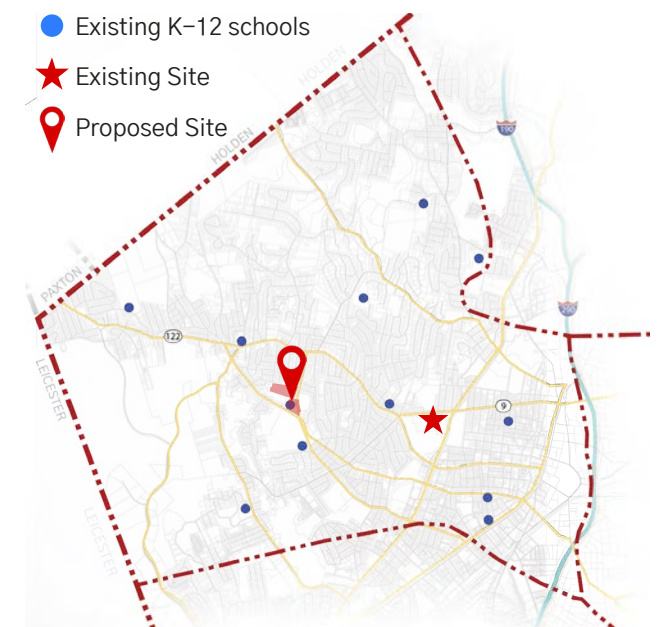 Existing K-12 schools
Existing Site
Proposed Site
HOLDEN
HOLDEN
190
PAXTON
290
122
LEICESTER
9
LEICESTER